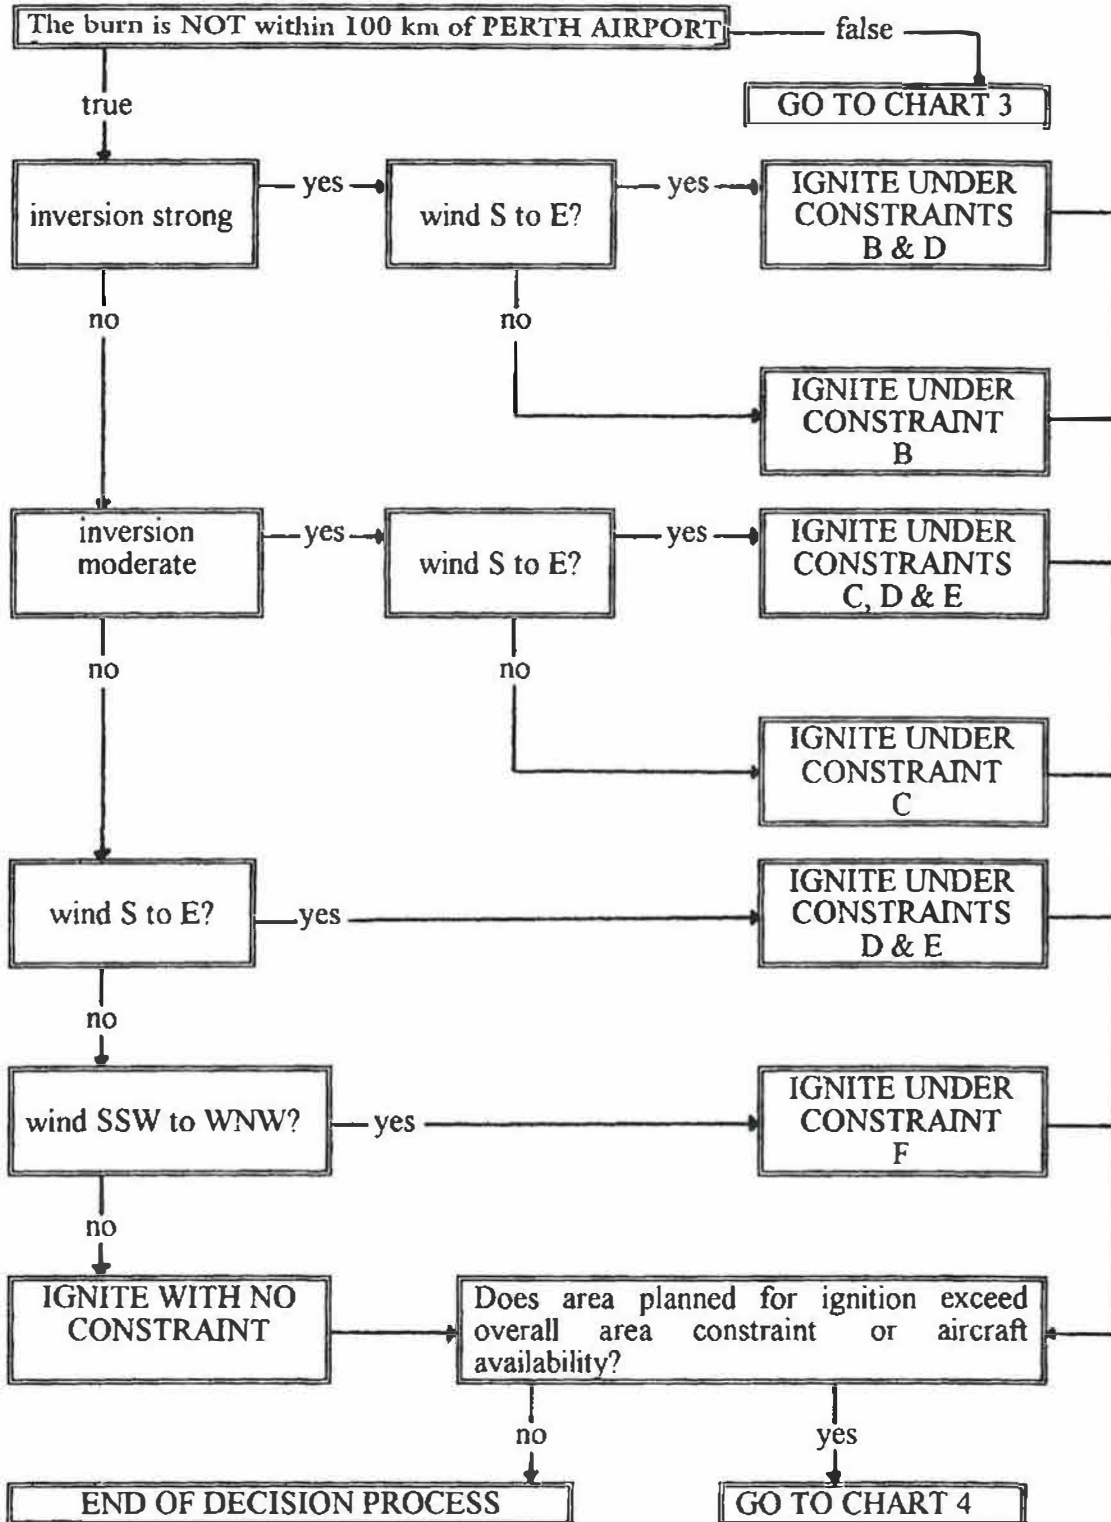 The burn is NOT within 100 km of PERTH AIRPORT
false
true
GO TO CHART 3
inversion strong
yes
wind S to E?
yes
IGNITE UNDER
CONSTRAINTS
B & D
no
no
IGNITE UNDER
CONSTRAINT
B
inversion
moderate
yes
wind S to E?
yes
IGNITE UNDER
CONSTRAINTS
C, D & E
no
no
IGNITE UNDER
CONSTRAINT
C
wind S to E?
yes
IGNITE UNDER
CONSTRAINTS
D & E
no
wind SSW to WNW?
yes
IGNITE UNDER
CONSTRAINT
F
no
IGNITE WITH NO
CONSTRAINT
Does area planned for ignition exceed
overall area constraint or aircraft
availability?
no
yes
END OF DECISION PROCESS
GO TO CHART 4